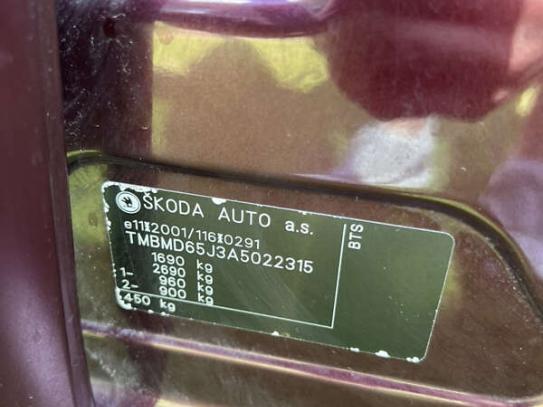 ŠKODA AUTO a.s.
e11*2001/116*0291
TMBMD65J3A5022315
1690 kg
2690 kg
1- 960 kg
2- 900 kg
450 kg
BTS